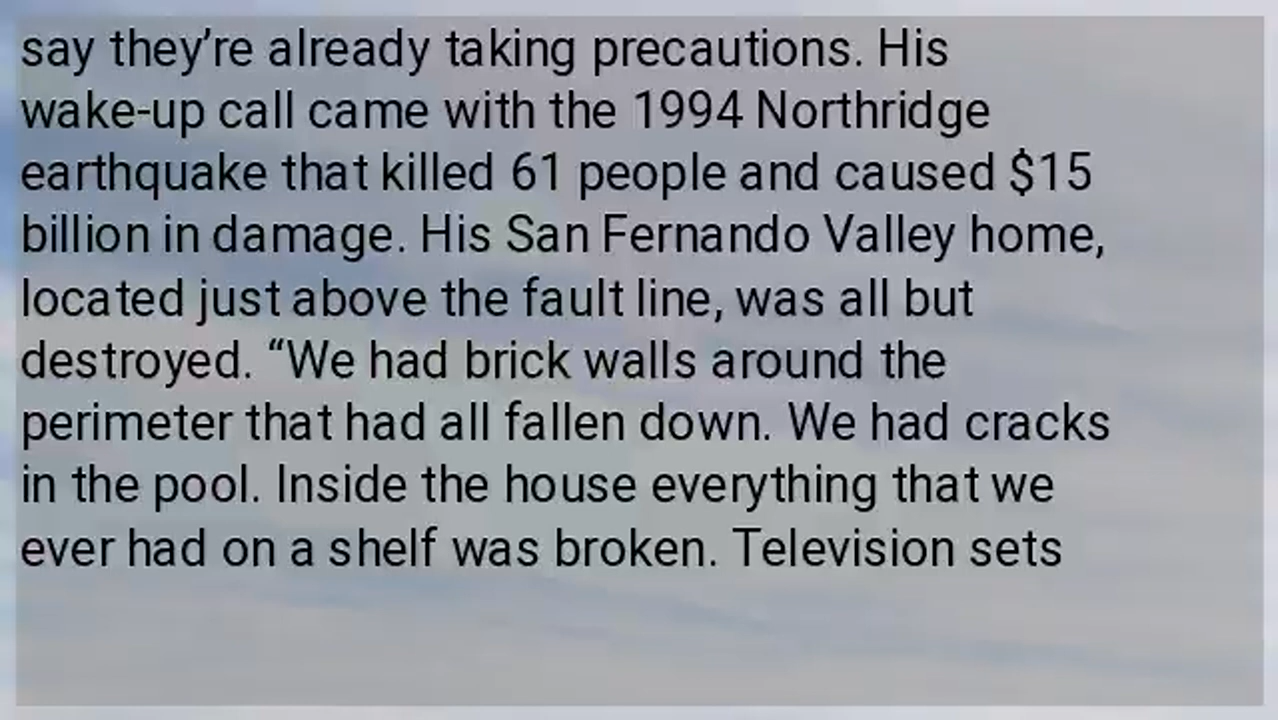 say they’re already taking precautions. His
wake-up call came with the 1994 Northridge
earthquake that killed 61 people and caused $15
billion in damage. His San Fernando Valley home,
located just above the fault line, was all but
destroyed. “We had brick walls around the
perimeter that had all fallen down. We had cracks
in the pool. Inside the house everything that we
ever had on a shelf was broken. Television sets